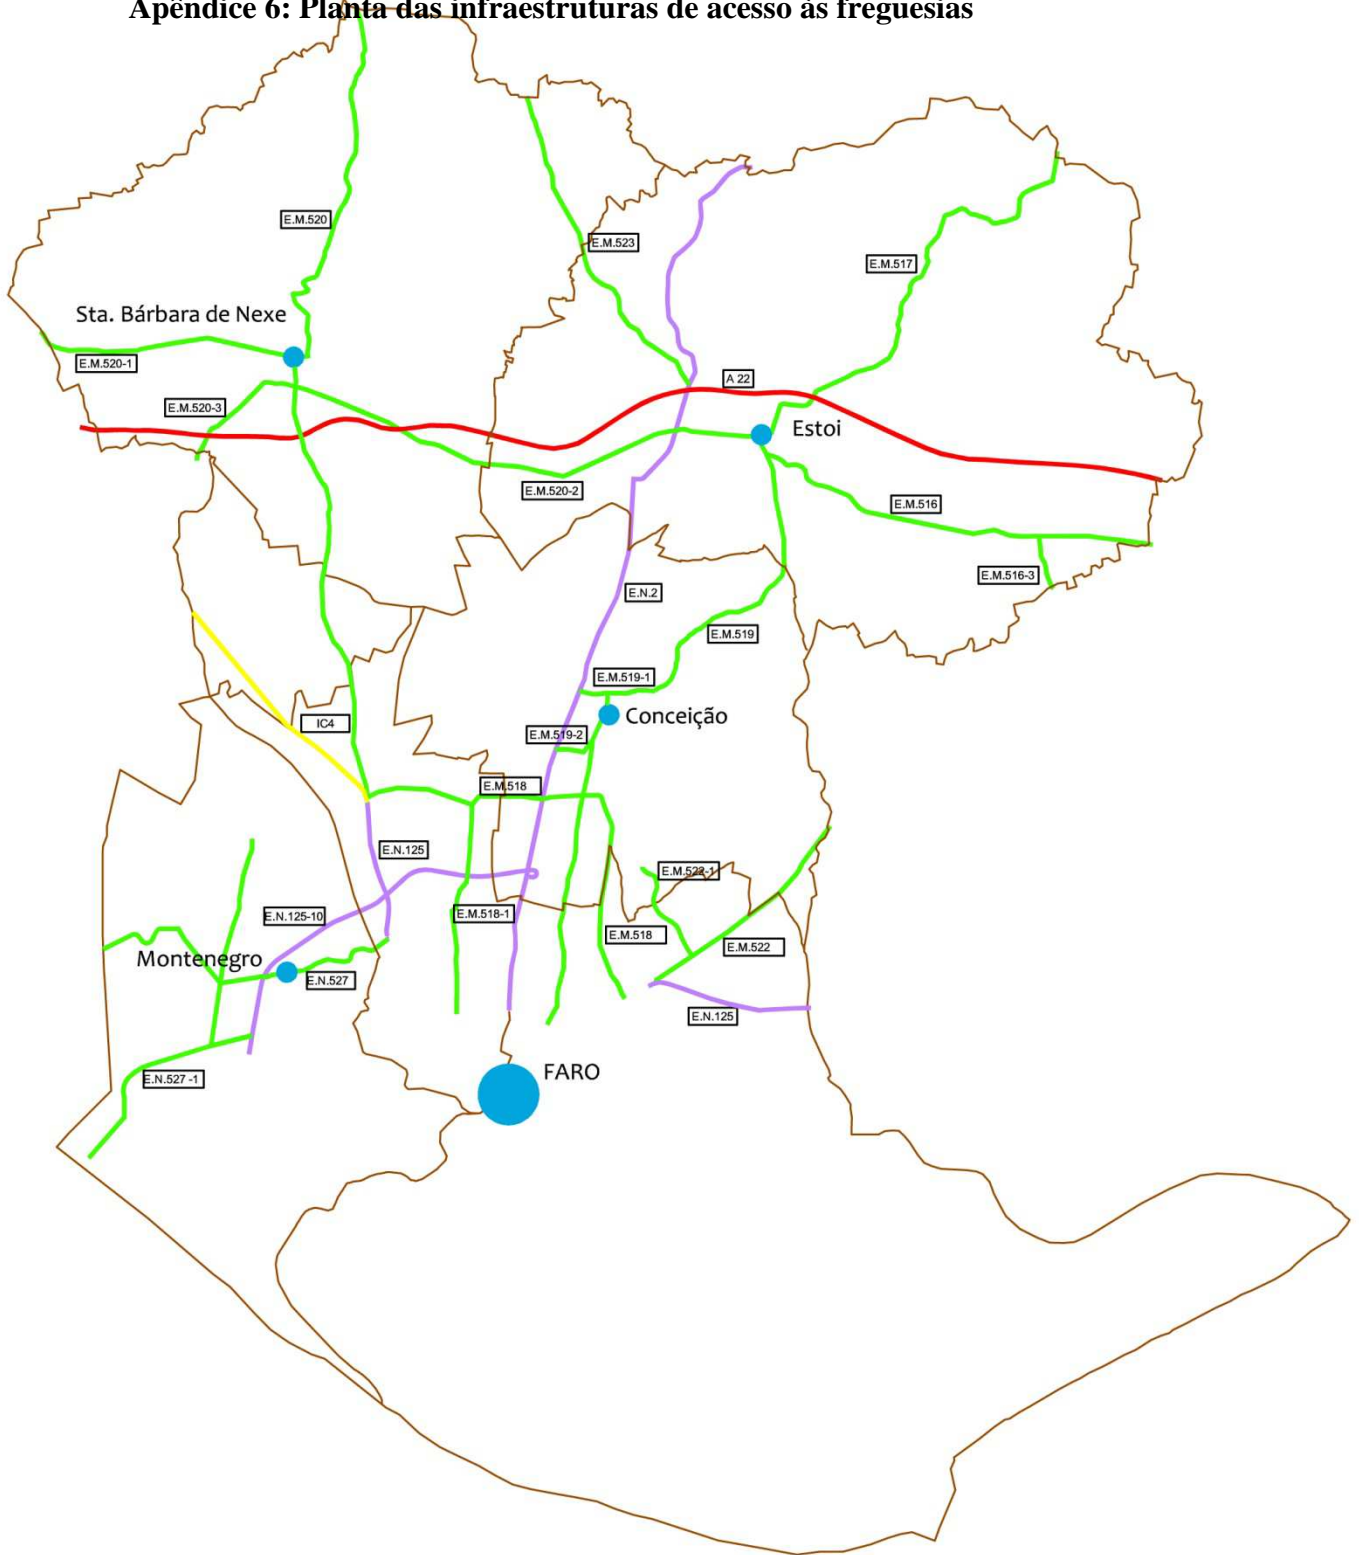 Apêndice 6: Planta das infraestruturas de acesso às freguesias
E.M.520
E.M.523
E.M.517
Sta. Bárbara de Nexe
E.M.520-1
A 22
E.M.520-3
Estoi
E.M.520-2
E.M.516
E.M.516-3
E.N.2
E.M.519
E.M.519-1
Conceição
IC4
E.M.519-2
E.M.518
E.N.125
E.M.522-1
E.N.125-10
E.M.518-1
E.M.518
E.M.522
Montenegro
E.N.527
E.N.125
E.N.527 -1
FARO